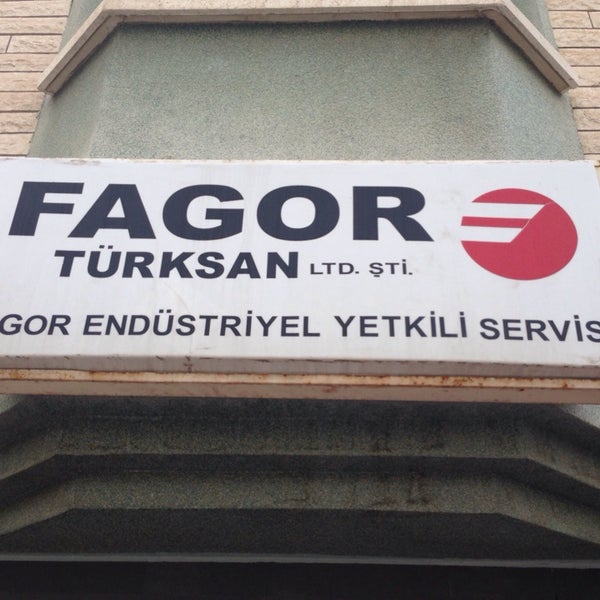 FAGOR
TÜRKSAN LTD. ŞTİ.
GOR ENDÜSTRİYEL YETKİLİ SERVİS